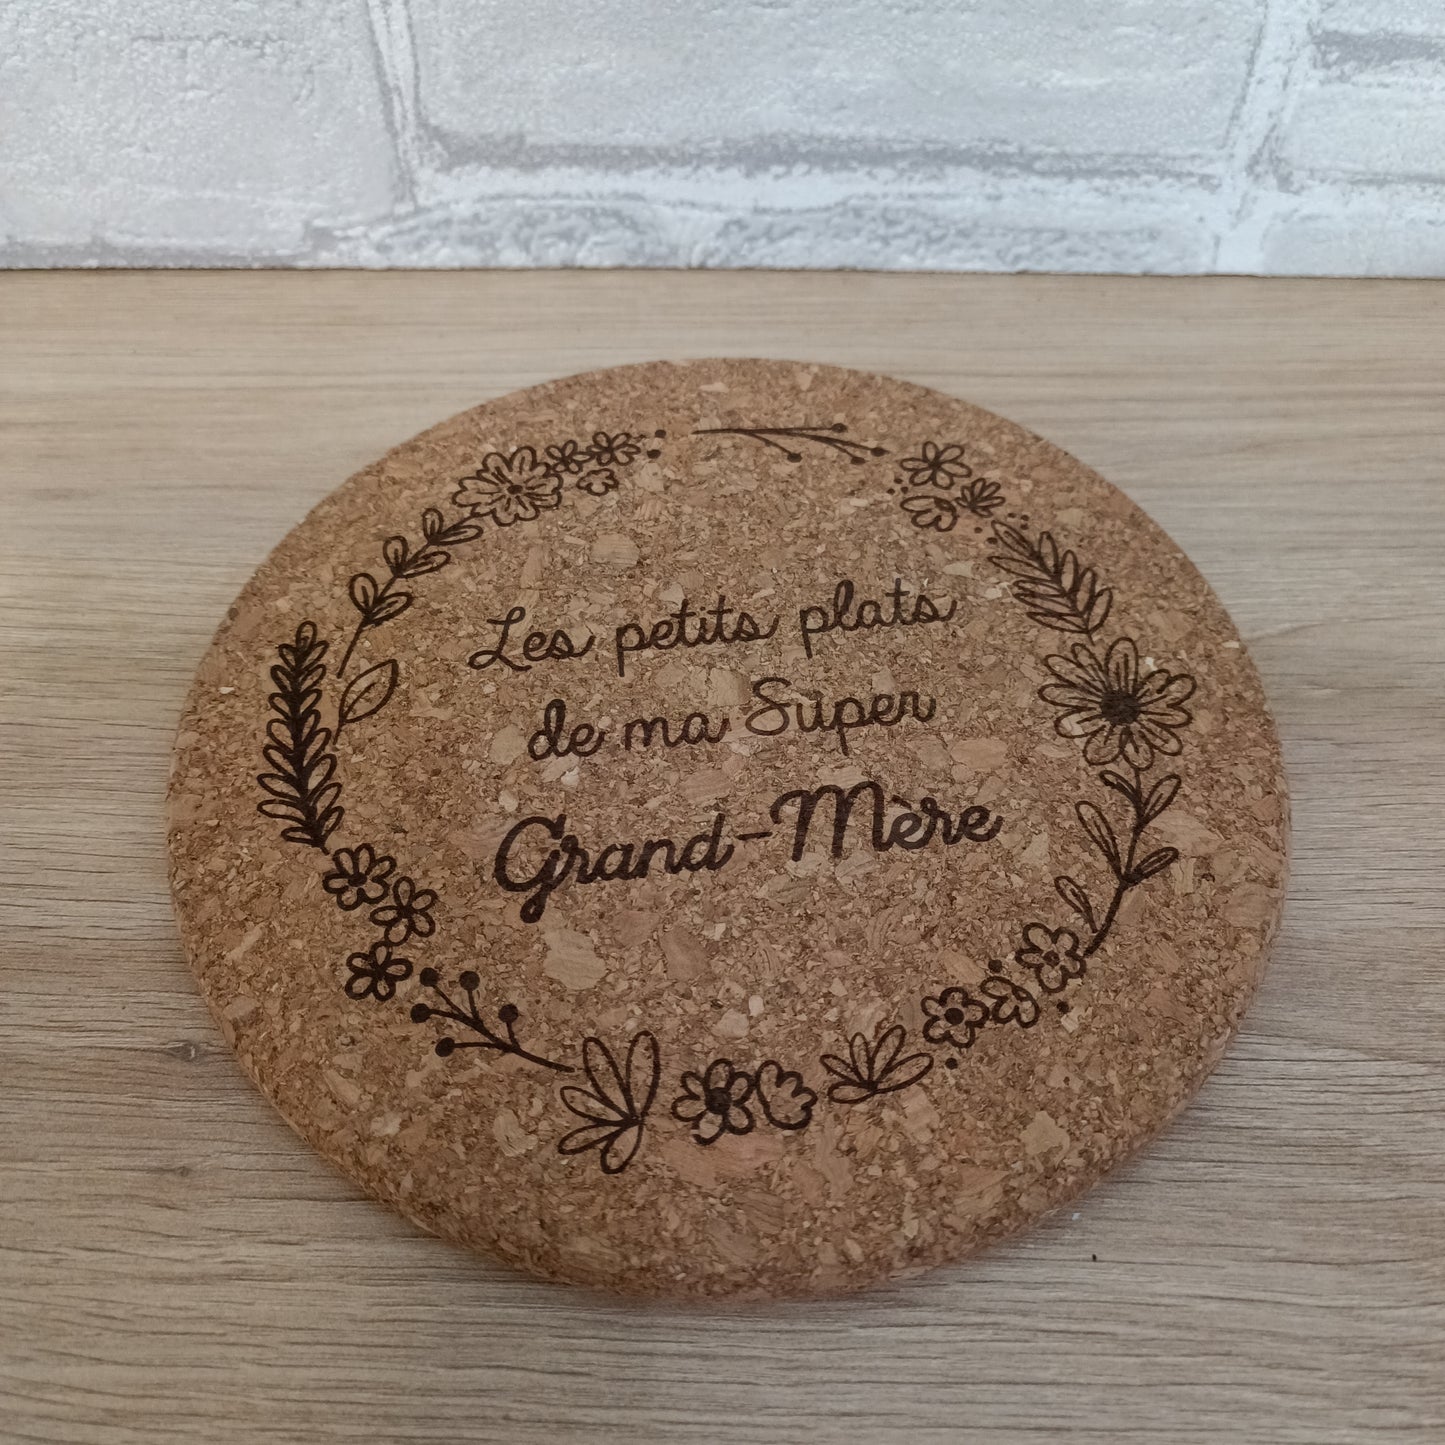 Les petits plats
de ma Super
Grand-Mère